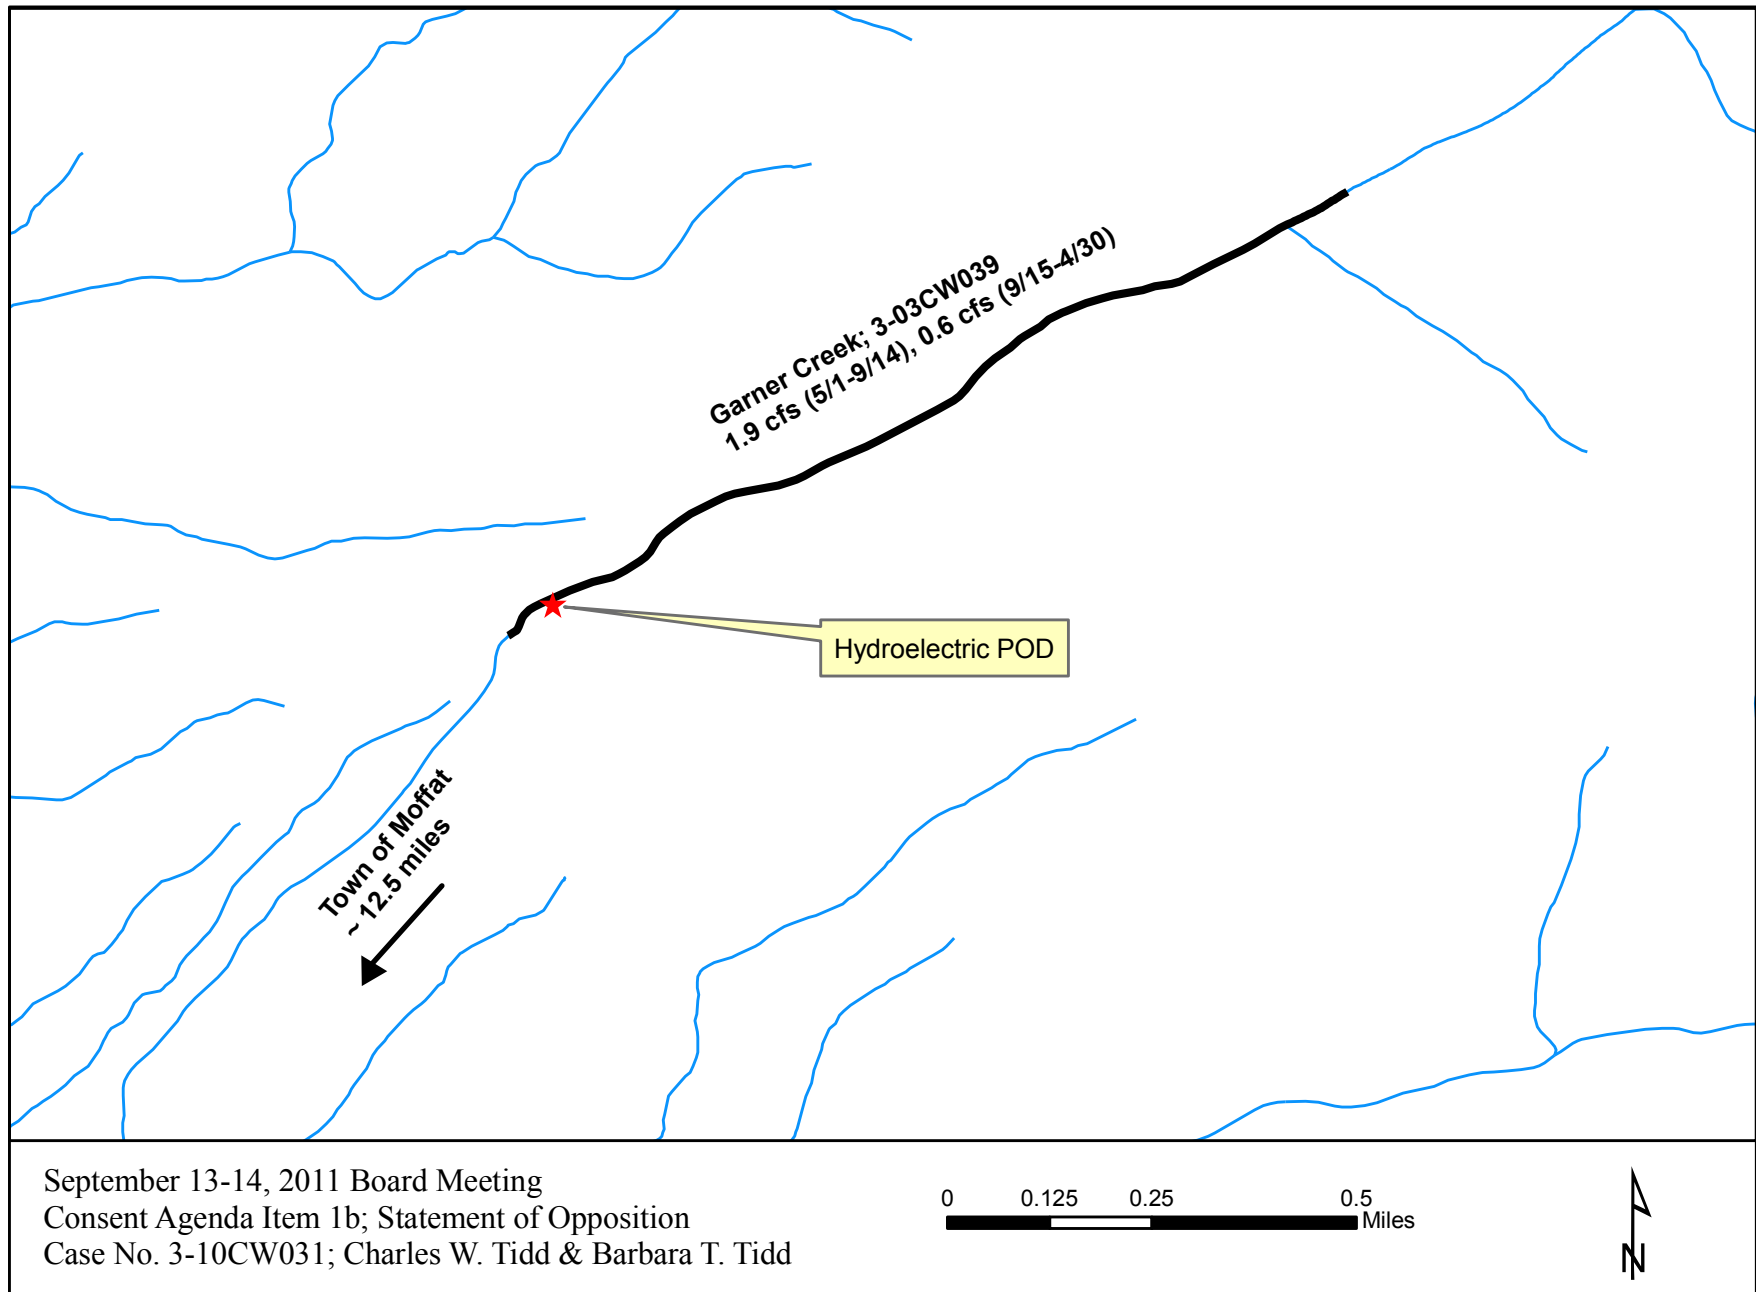 Garner Creek; 3-03CW039
1.9 cfs (5/1-9/14), 0.6 cfs (9/15-4/30)
Hydroelectric POD
Town of Moffat
~ 12.5 miles
September 13-14, 2011 Board Meeting
Consent Agenda Item 1b; Statement of Opposition
Case No. 3-10CW031; Charles W. Tidd & Barbara T. Tidd
0 0.125 0.25 0.5
Miles
N